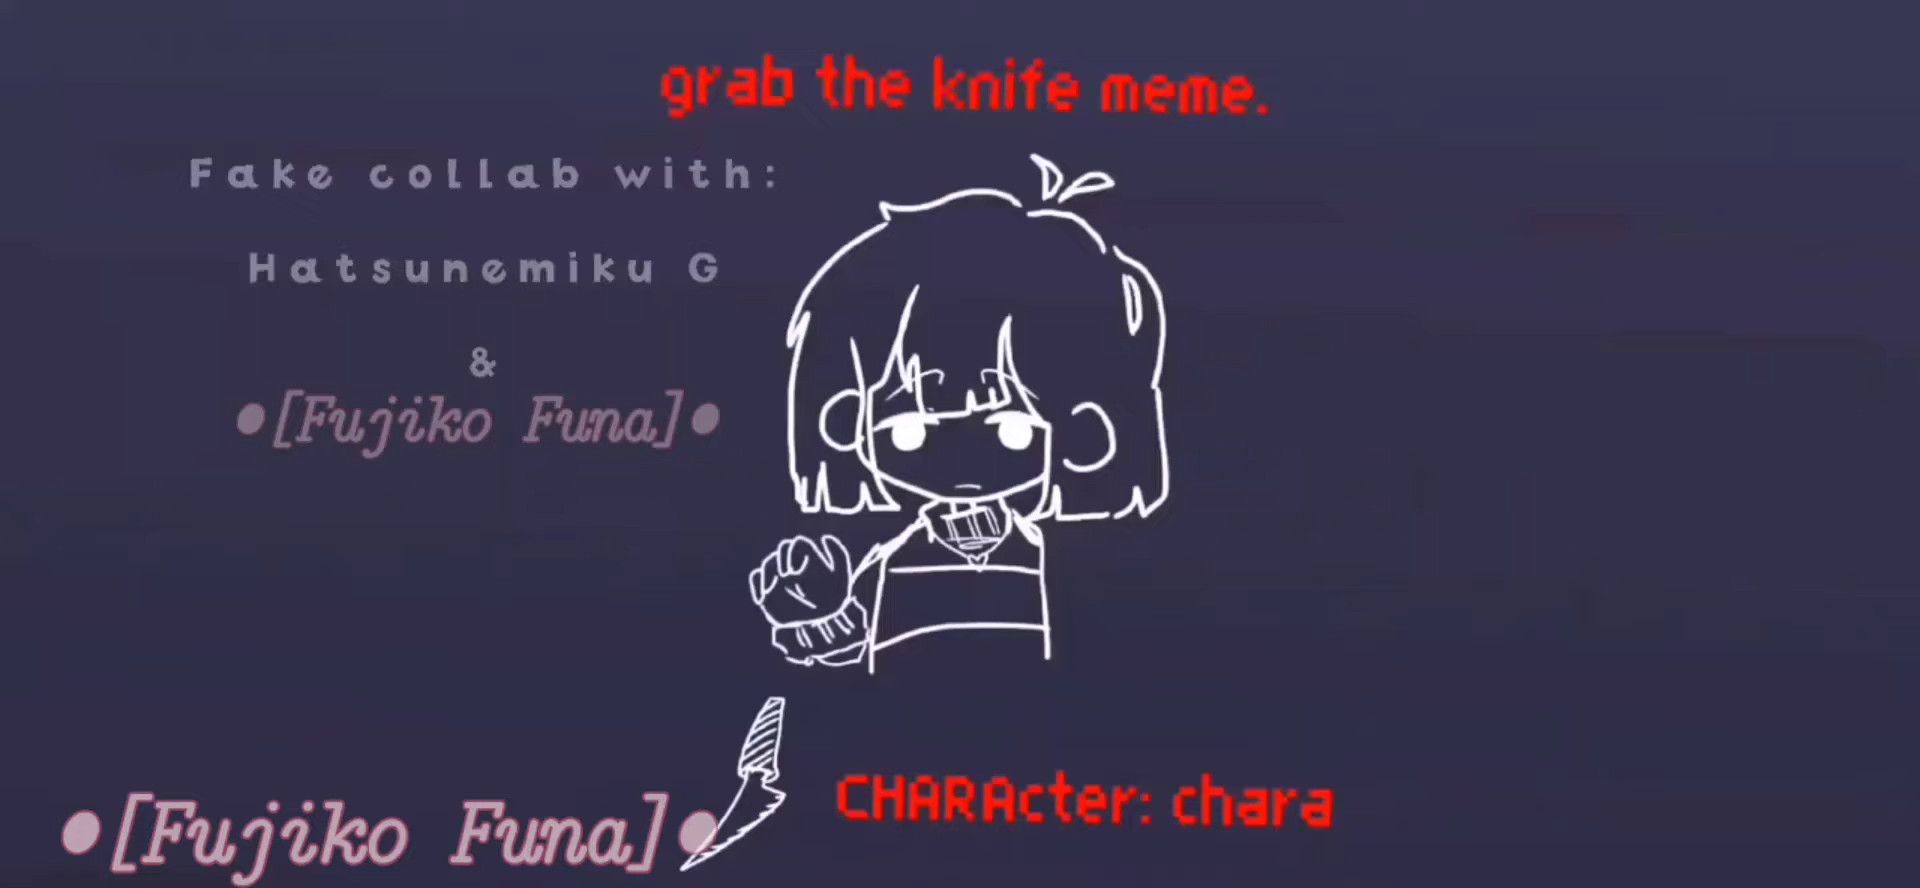 grab the knife meme.
Fake collab with:
Hatsunemiku G
&
•[Fujiko Funa]•
CHARActer: chara
•[Fujiko Funa]•